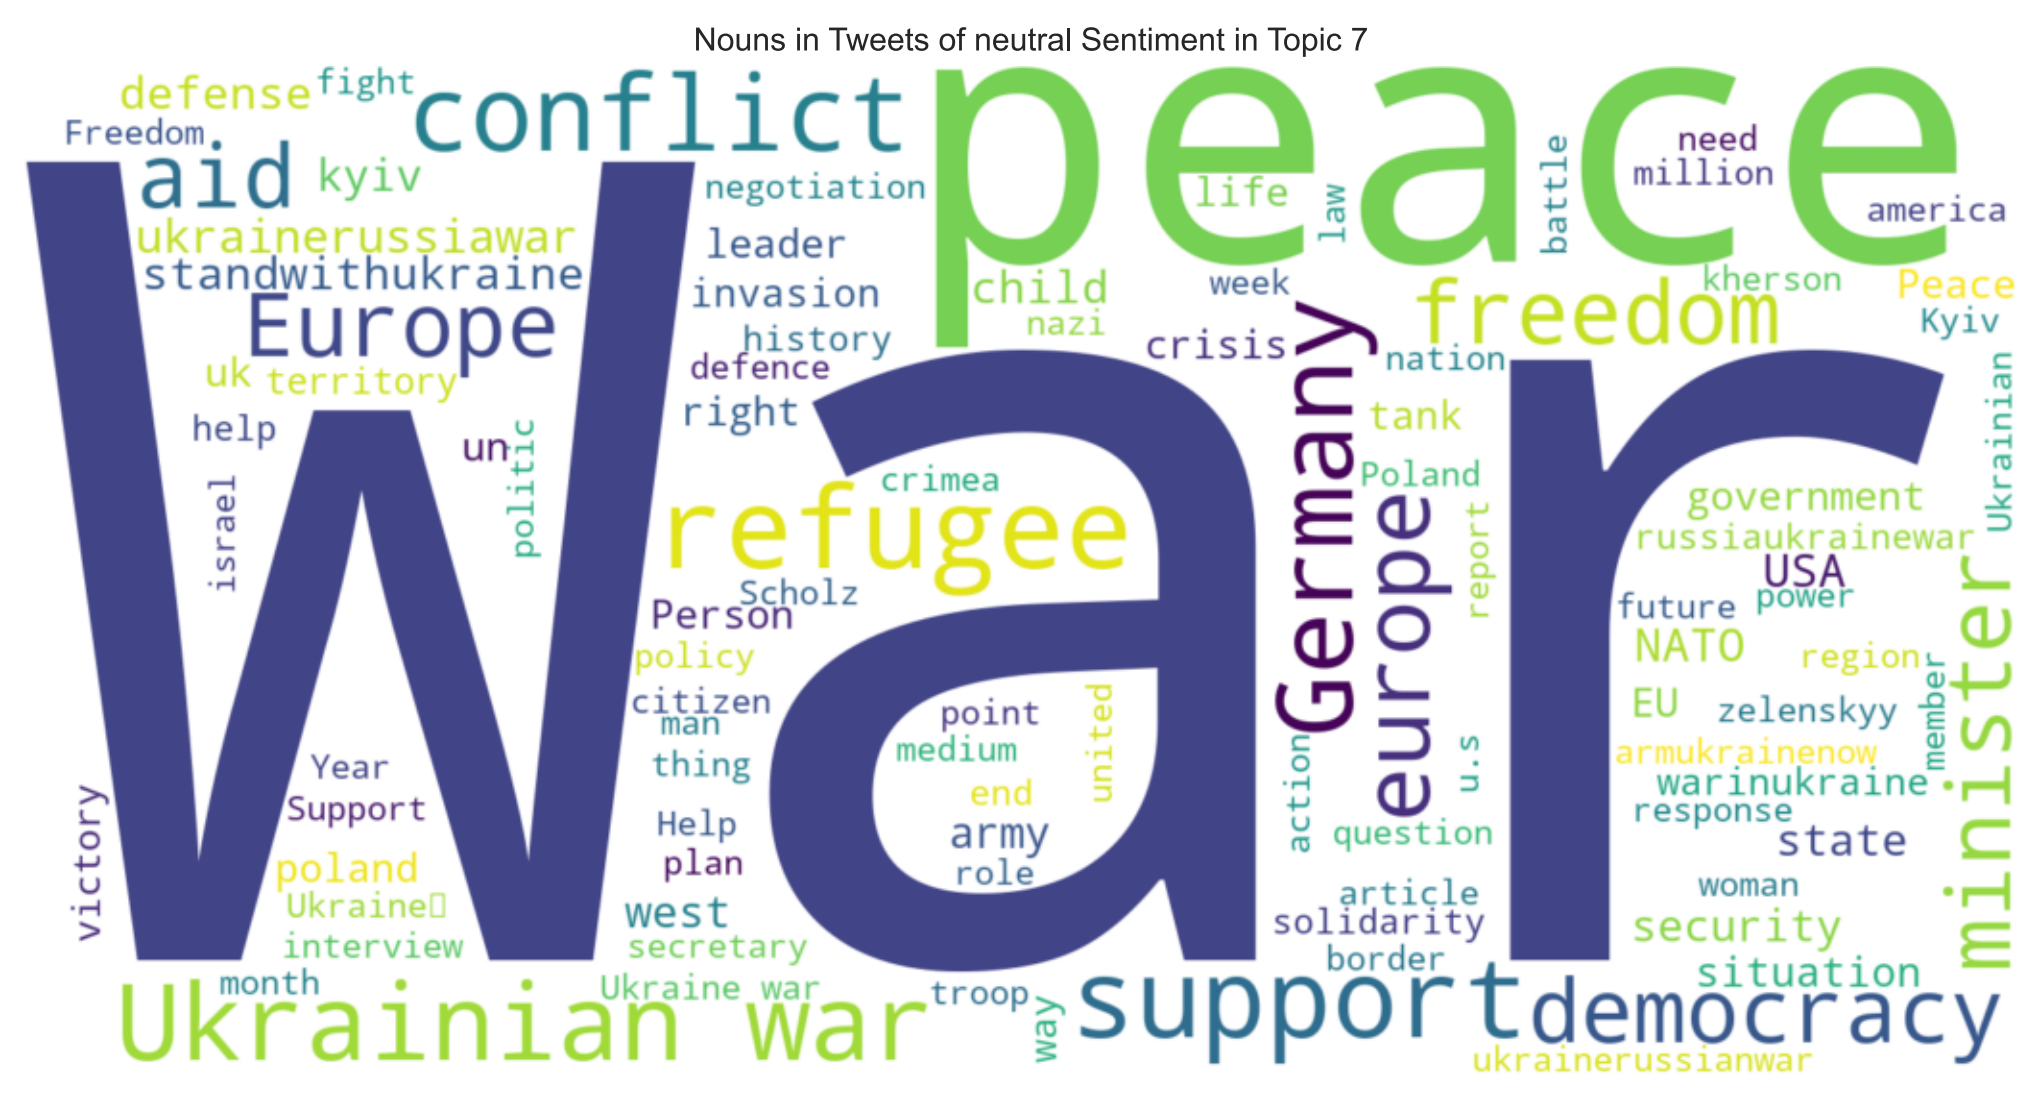 Nouns in Tweets of neutral Sentiment in Topic 7
defense
fight
conflict
peace
Freedom
aid
kyiv
negotiation
life
law
battle
need
million
america
ukrainerussiawar
leader
standwithukraine
invasion
child
week
freedom
kherson
Peace
Europe
history
nazi
crisis
Germany
nation
Kyiv
uk
territory
defence
War
help
right
tank
Ukrainian
un
politic
israel
crimea
refugee
Poland
europe
report
government
russiaukrainewar
minister
Scholz
USA
Person
future
power
policy
NATO
region
citizen
man
point
united
EU
zelenskyy
member
medium
u.s
armukrainenow
Year
thing
action
warinukraine
Support
victory
end
Help
army
question
response
state
poland
plan
role
article
woman
Ukraine
west
solidarity
security
interview
secretary
border
situation
month
Ukraine war
troop
way
support
democracy
Ukrainian war
ukrainerussianwar